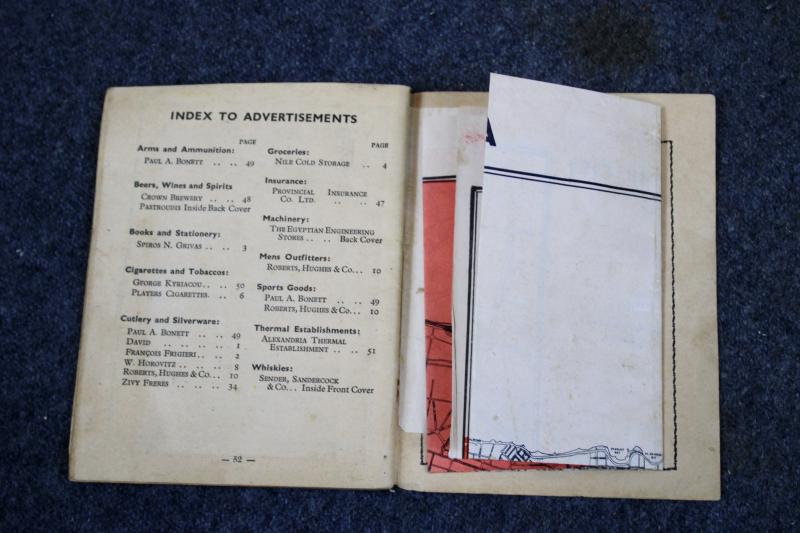 INDEX TO ADVERTISEMENTS
PAGE
Arms and Ammunition:
PAUL A. BONETT .. .. 49
Beers, Wines and Spirits
CROWN BREWERY .. .. 48
PASTROUDIS Inside Back Cover
Books and Stationery:
SPIROS N. GRIVAS .. .. 3
Cigarettes and Tobaccos:
GEORGE KYRIACOU.. .. 50
PLAYERS CIGARETTES. .. 6
Cutlery and Silverware:
PAUL A. BONETT .. .. 49
DAVID .. .. .. .. 1
FRANÇOIS FRIGIERI.. .. 2
W. HOROVITZ .. .. .. 8
ROBERTS, HUGHES & CO... 10
ZIVY FRERES .. .. .. 34
PAGE
Groceries:
NILE COLD STORAGE .. 4
Insurance:
PROVINCIAL INSURANCE
CO. LTD. .. .. 47
Machinery:
THE EGYPTIAN ENGINEERING
STORES .. .. Back Cover
Mens Outfitters:
ROBERTS, HUGHES & CO... 10
Sports Goods:
PAUL A. BONETT .. .. 49
ROBERTS, HUGHES & CO... 10
Thermal Establishments:
ALEXANDRIA THERMAL
ESTABLISHMENT .. .. 51
Whiskies:
SENDER, SANDERCOCK
& CO... Inside Front Cover
— 52 —
A